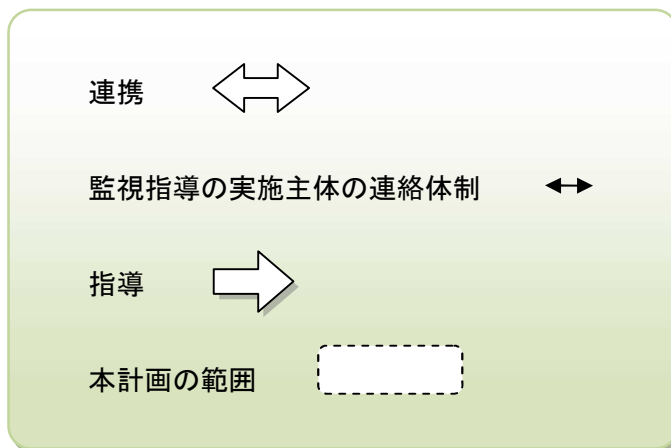 連携
監視指導の実施主体の連絡体制
指導
本計画の範囲